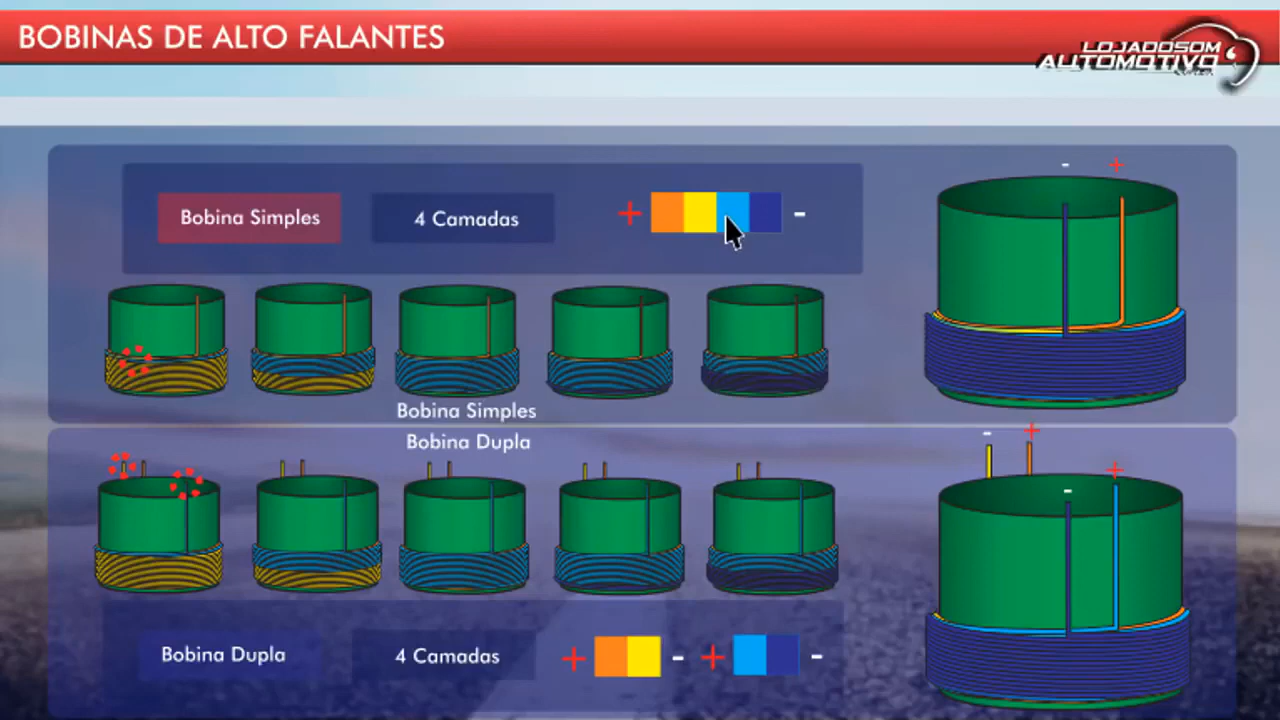 BOBINAS DE ALTO FALANTES
LOJADOSOM
AUTOMOTIVO
- +
Bobina Simples 4 Camadas + -
Bobina Simples
Bobina Dupla
- +
- +
Bobina Dupla 4 Camadas + - + -